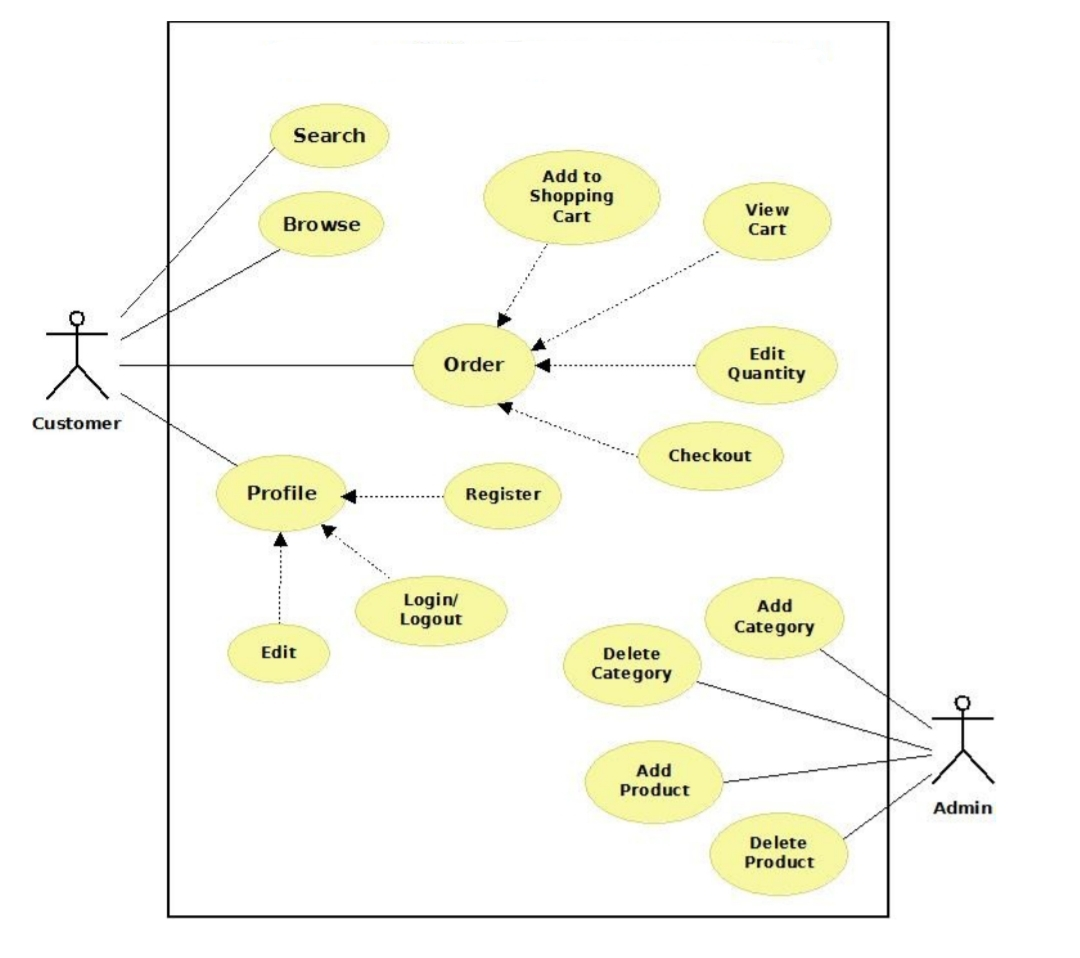 Search
Browse
Add to
Shopping
Cart
View
Cart
Order
Edit
Quantity
Customer
Checkout
Profile
Register
Login/
Logout
Edit
Add
Category
Delete
Category
Add
Product
Admin
Delete
Product